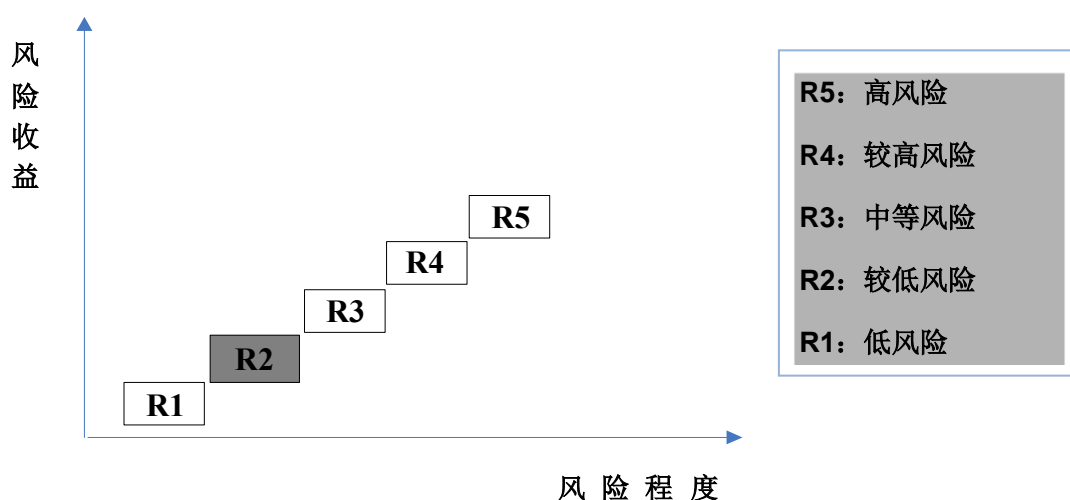 风
险
收
益
R5：高风险
R4：较高风险
R3：中等风险
R2：较低风险
R1：低风险
R5
R4
R3
R2
R1
风 险 程 度